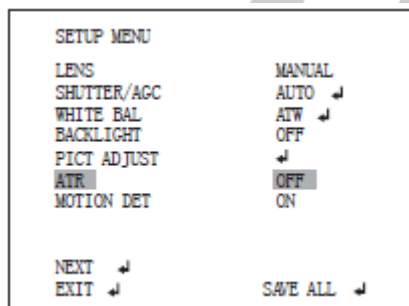 SETUP MENU
LENS MANUAL
SHUTTER/AGC AUTO ↲
WHITE BAL ATW ↲
BACKLIGHT OFF
PICT ADJUST ↲
ATR OFF
MOTION DET ON
NEXT ↲
EXIT ↲ SAVE ALL ↲